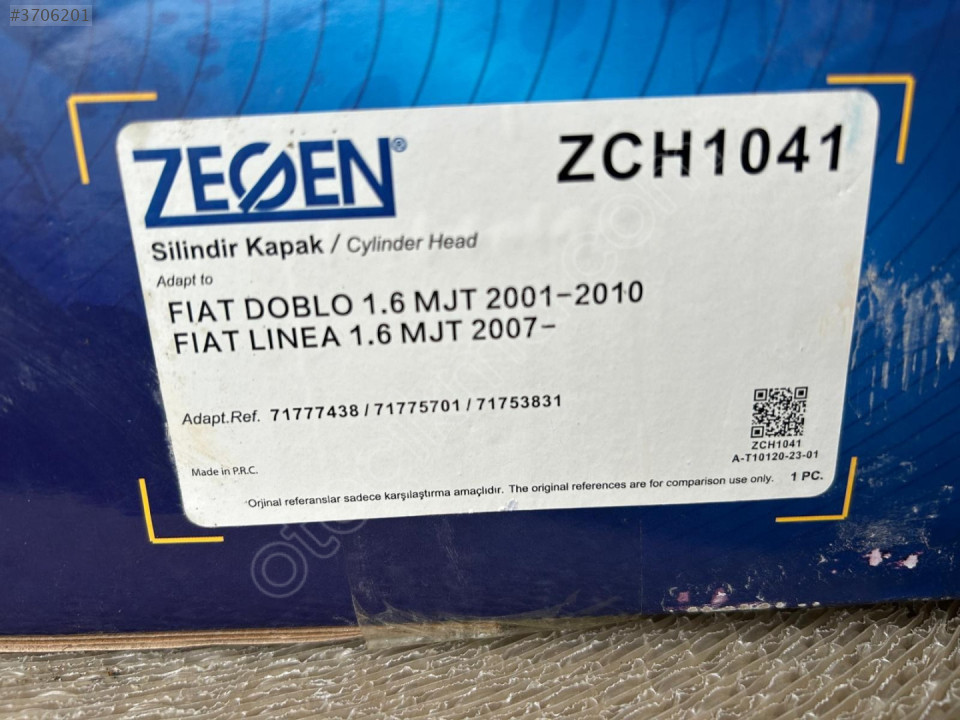 #3706201
ZEGEN®
ZCH1041
Silindir Kapak / Cylinder Head
Adapt to
FIAT DOBLO 1.6 MJT 2001-2010
FIAT LINEA 1.6 MJT 2007-
Adapt.Ref. 71777438 / 71775701 / 71753831
ZCH1041
A-T10120-23-01
Made in P.R.C.
*Orjinal referanslar sadece karşılaştırma amaçlıdır. The original references are for comparison use only.
1 PC.